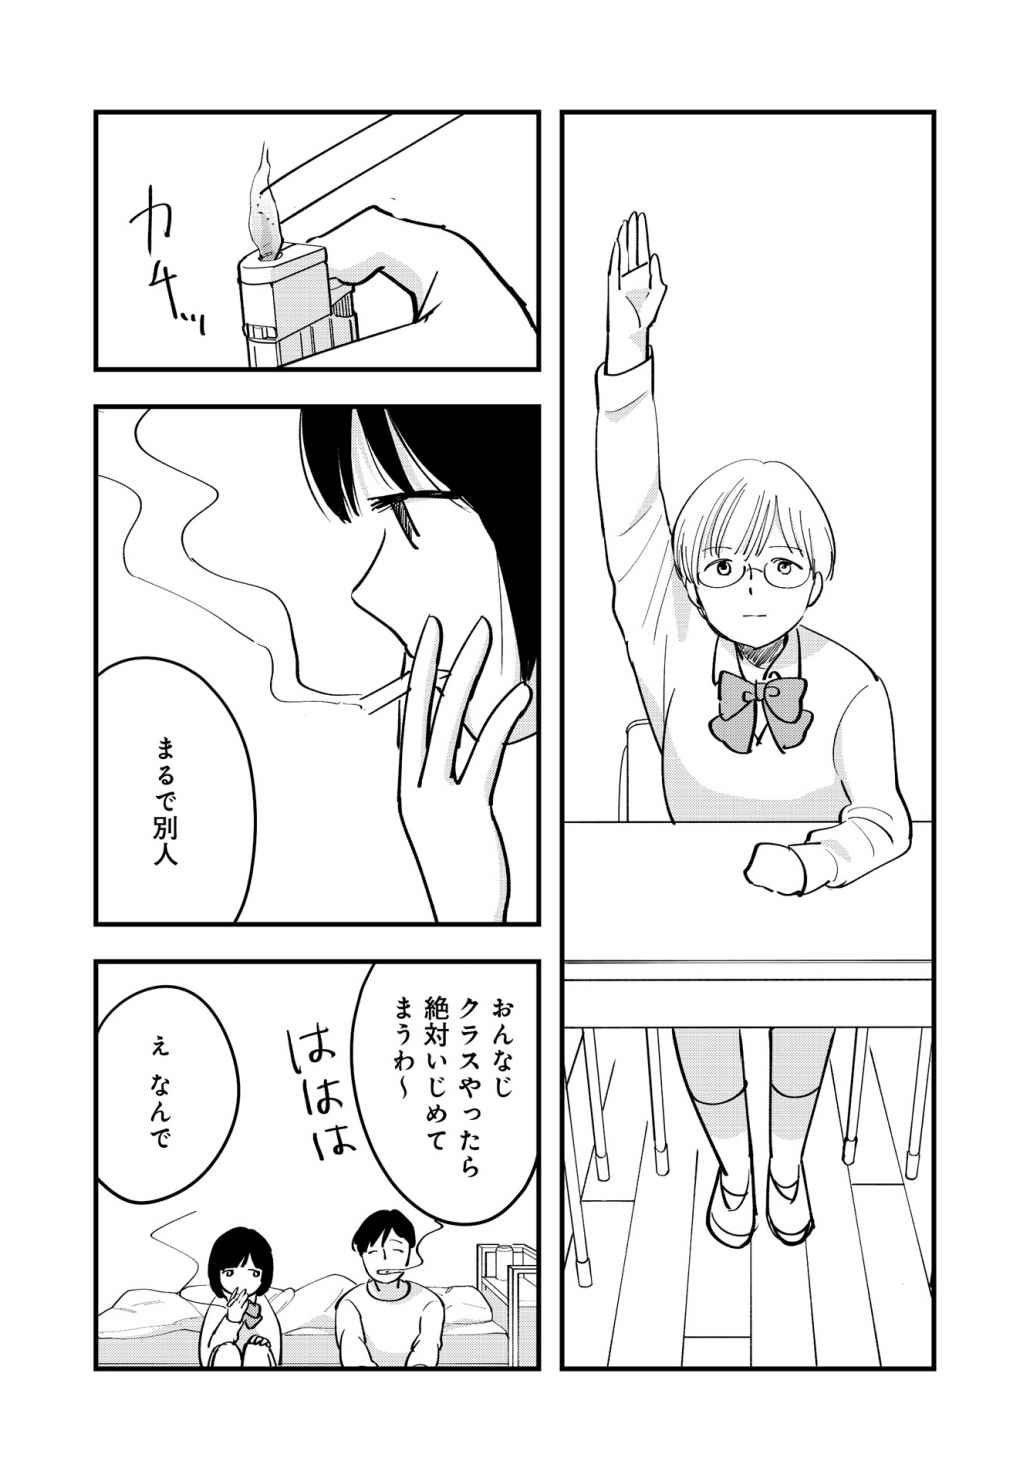 カチッ
まるで別人
おんなじ
クラスやったら
絶対いじめて
まうわ〜
ははは
え なんで